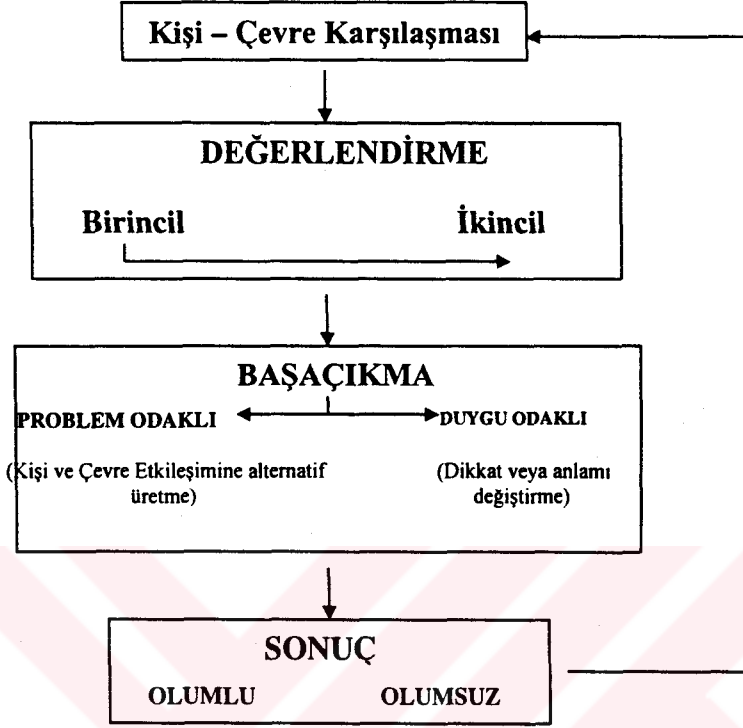 Kişi – Çevre Karşılaşması
DEĞERLENDİRME
Birincil İkincil
BAŞAÇIKMA
PROBLEM ODAKLI DUYGU ODAKLI
(Kişi ve Çevre Etkileşimine alternatif (Dikkat veya anlamı
üretme) değiştirme)
SONUÇ
OLUMLU OLUMSUZ